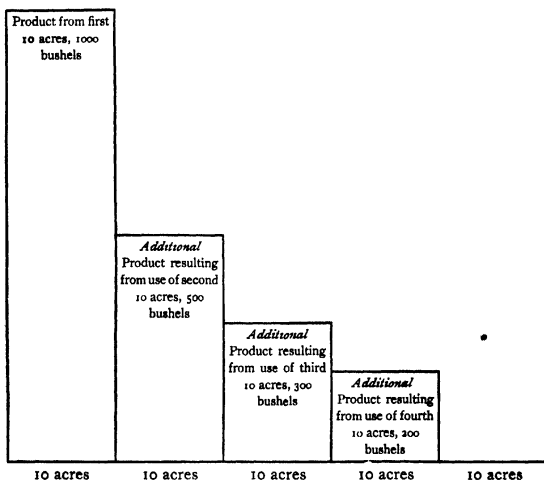 Product from first
10 acres, 1000
bushels
Additional
Product resulting
from use of second
10 acres, 500
bushels
Additional
Product resulting
from use of third
10 acres, 300
bushels
Additional
Product resulting
from use of fourth
10 acres, 200
bushels
10 acres 10 acres 10 acres 10 acres 10 acres